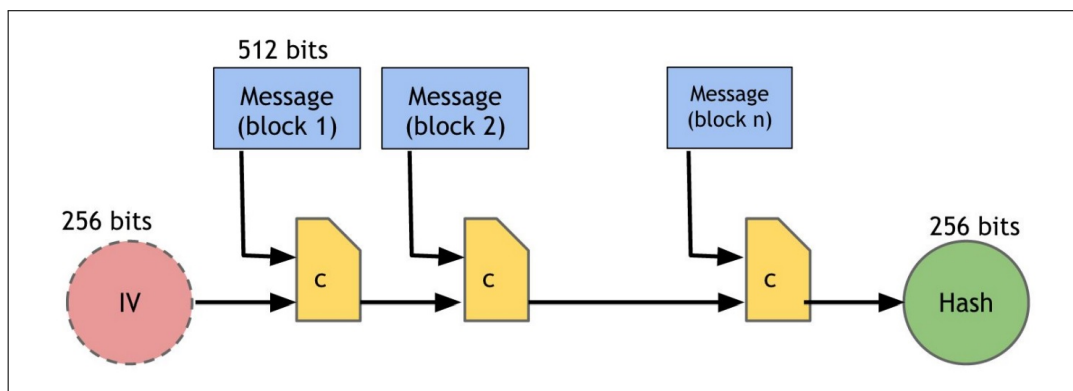 512 bits
Message
(block 1)
Message
(block 2)
Message
(block n)
256 bits
IV
C
C
C
256 bits
Hash